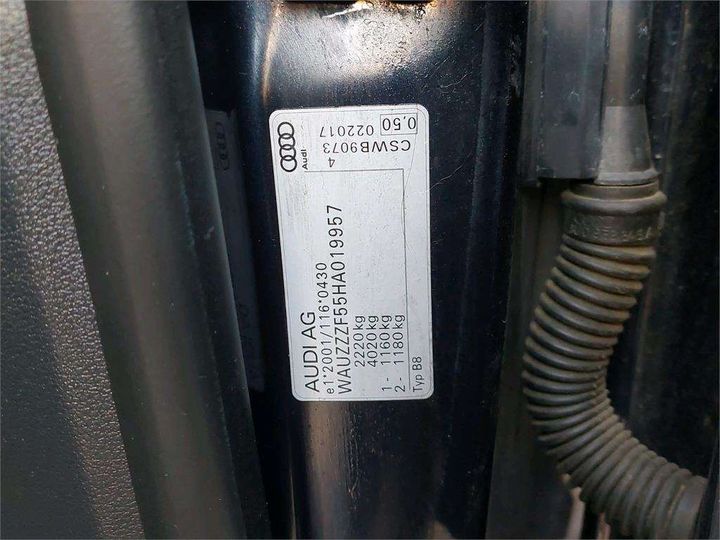 AUDI AG
e1*2001/116*0430
WAUZZZF55HA019957
2220kg
4020kg
1- 1160kg
2- 1180kg
Typ B8
Audi
0,50
022017
CSWB9073
4